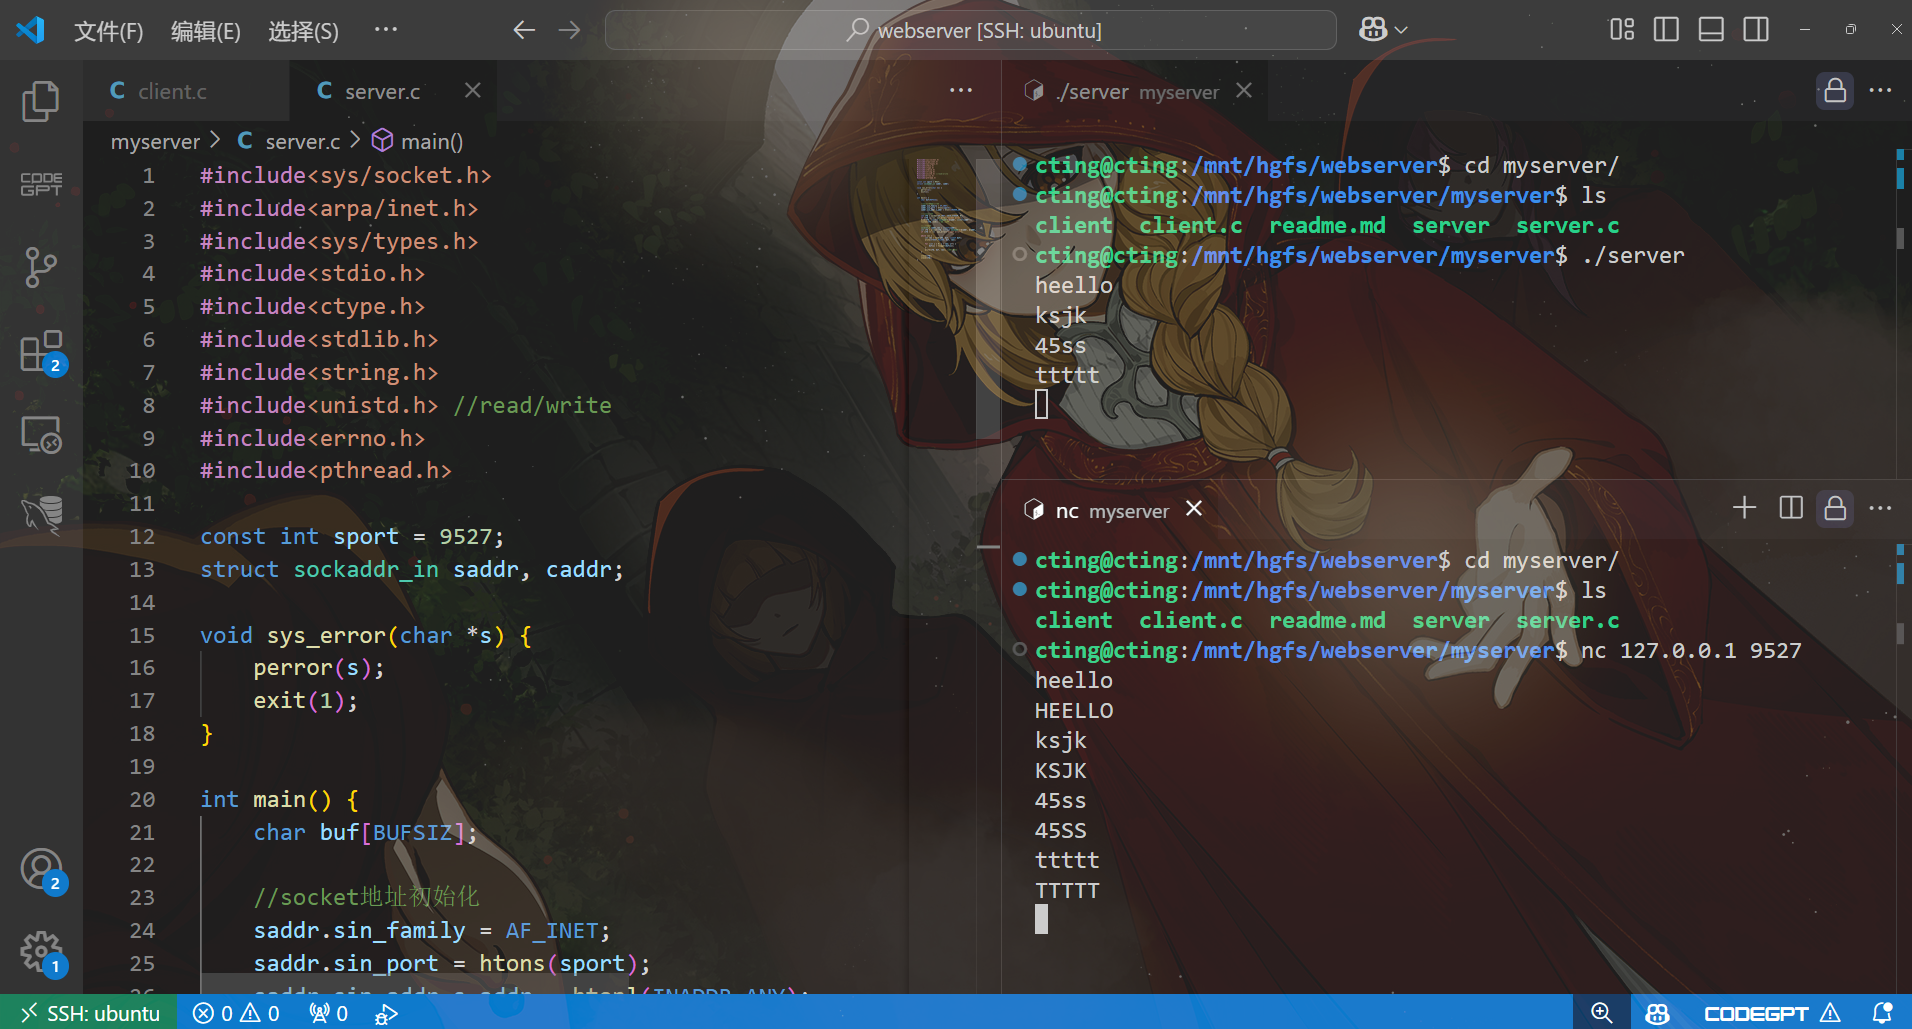 文件(F) 编辑(E) 选择(S) ··· webserver [SSH: ubuntu]
client.c server.c
myserver > C server.c > main()
CODE GPT
1 #include<sys/socket.h>
2 #include<arpa/inet.h>
3 #include<sys/types.h>
4 #include<stdio.h>
5 #include<ctype.h>
6 #include<stdlib.h>
7 #include<string.h>
8 #include<unistd.h> //read/write
9 #include<errno.h>
10 #include<pthread.h>
11
12 const int sport = 9527;
13 struct sockaddr_in saddr, caddr;
14
15 void sys_error(char *s) {
16 perror(s);
17 exit(1);
18 }
19
20 int main() {
21 char buf[BUFSIZ];
22
23 //socket地址初始化
24 saddr.sin_family = AF_INET;
25 saddr.sin_port = htons(sport);
2
2
1
./server myserver
cting@cting:/mnt/hgfs/webserver$ cd myserver/
cting@cting:/mnt/hgfs/webserver/myserver$ ls
client client.c readme.md server server.c
cting@cting:/mnt/hgfs/webserver/myserver$ ./server
heello
ksjk
45ss
ttttt
nc myserver
cting@cting:/mnt/hgfs/webserver$ cd myserver/
cting@cting:/mnt/hgfs/webserver/myserver$ ls
client client.c readme.md server server.c
cting@cting:/mnt/hgfs/webserver/myserver$ nc 127.0.0.1 9527
heello
HEELLO
ksjk
KSJK
45ss
45SS
ttttt
TTTTT
SSH: ubuntu 0 0 0 CODEGPT